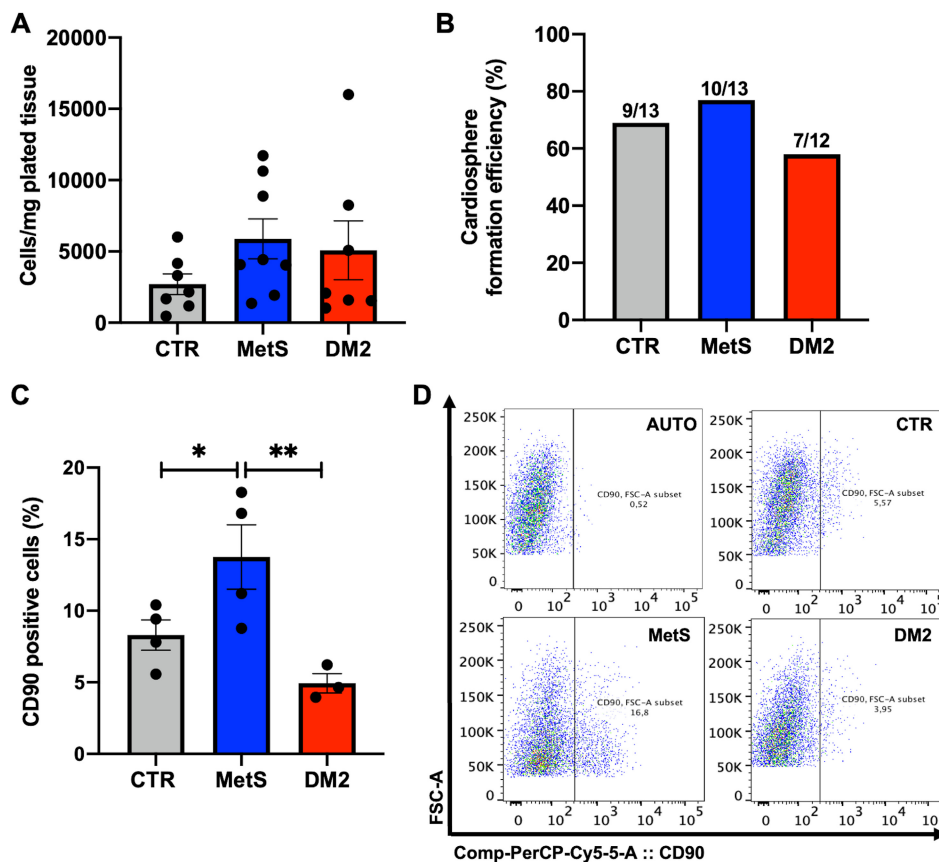 A
Cells/mg plated tissue
20000
15000
10000
5000
0
CTR MetS DM2
B
Cardiosphere
formation efficiency (%)
100
80
60
40
20
0
9/13 10/13 7/12
CTR MetS DM2
C
CD90 positive cells (%)
20
15
10
5
0
* **
CTR MetS DM2
D
FSC-A
250K
200K
150K
100K
50K
0
AUTO
CD90, FSC-A subset
0,52
0 10² 10³ 10⁴ 10⁵
250K
200K
150K
100K
50K
0
CTR
CD90, FSC-A subset
5,57
0 10² 10³ 10⁴ 10⁵
250K
200K
150K
100K
50K
0
MetS
CD90, FSC-A subset
16,8
0 10² 10³ 10⁴ 10⁵
250K
200K
150K
100K
50K
0
DM2
CD90, FSC-A subset
3,95
0 10² 10³ 10⁴ 10⁵
Comp-PerCP-Cy5-5-A :: CD90